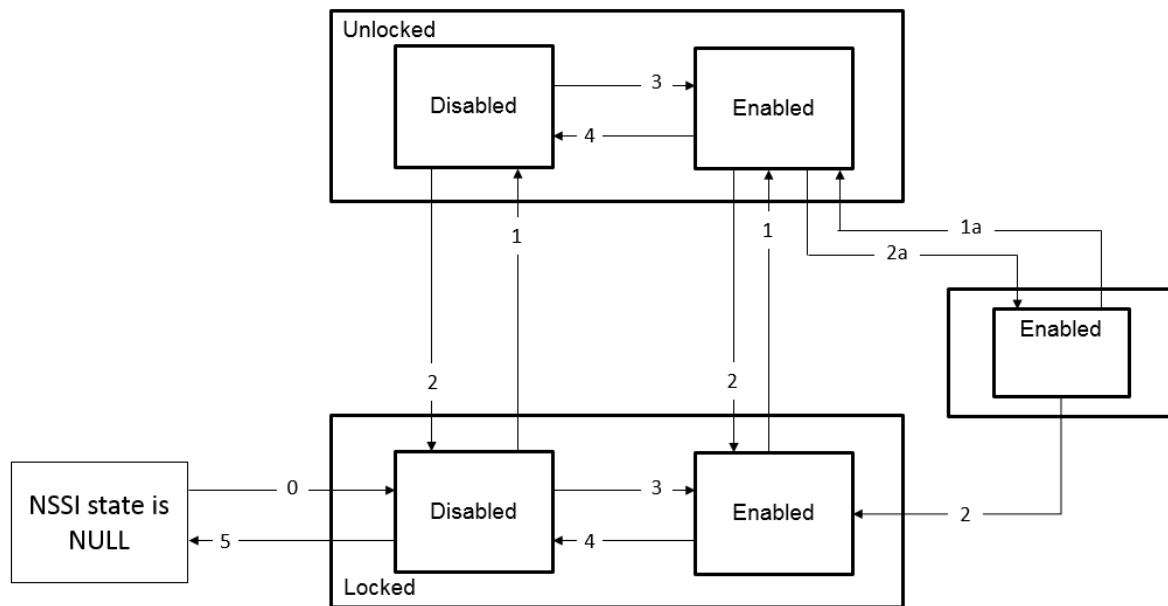 Unlocked
Disabled
3
Enabled
4
1
1
1a
2a
Enabled
2
2
NSSI state is
NULL
0
5
Disabled
3
Enabled
4
2
Locked